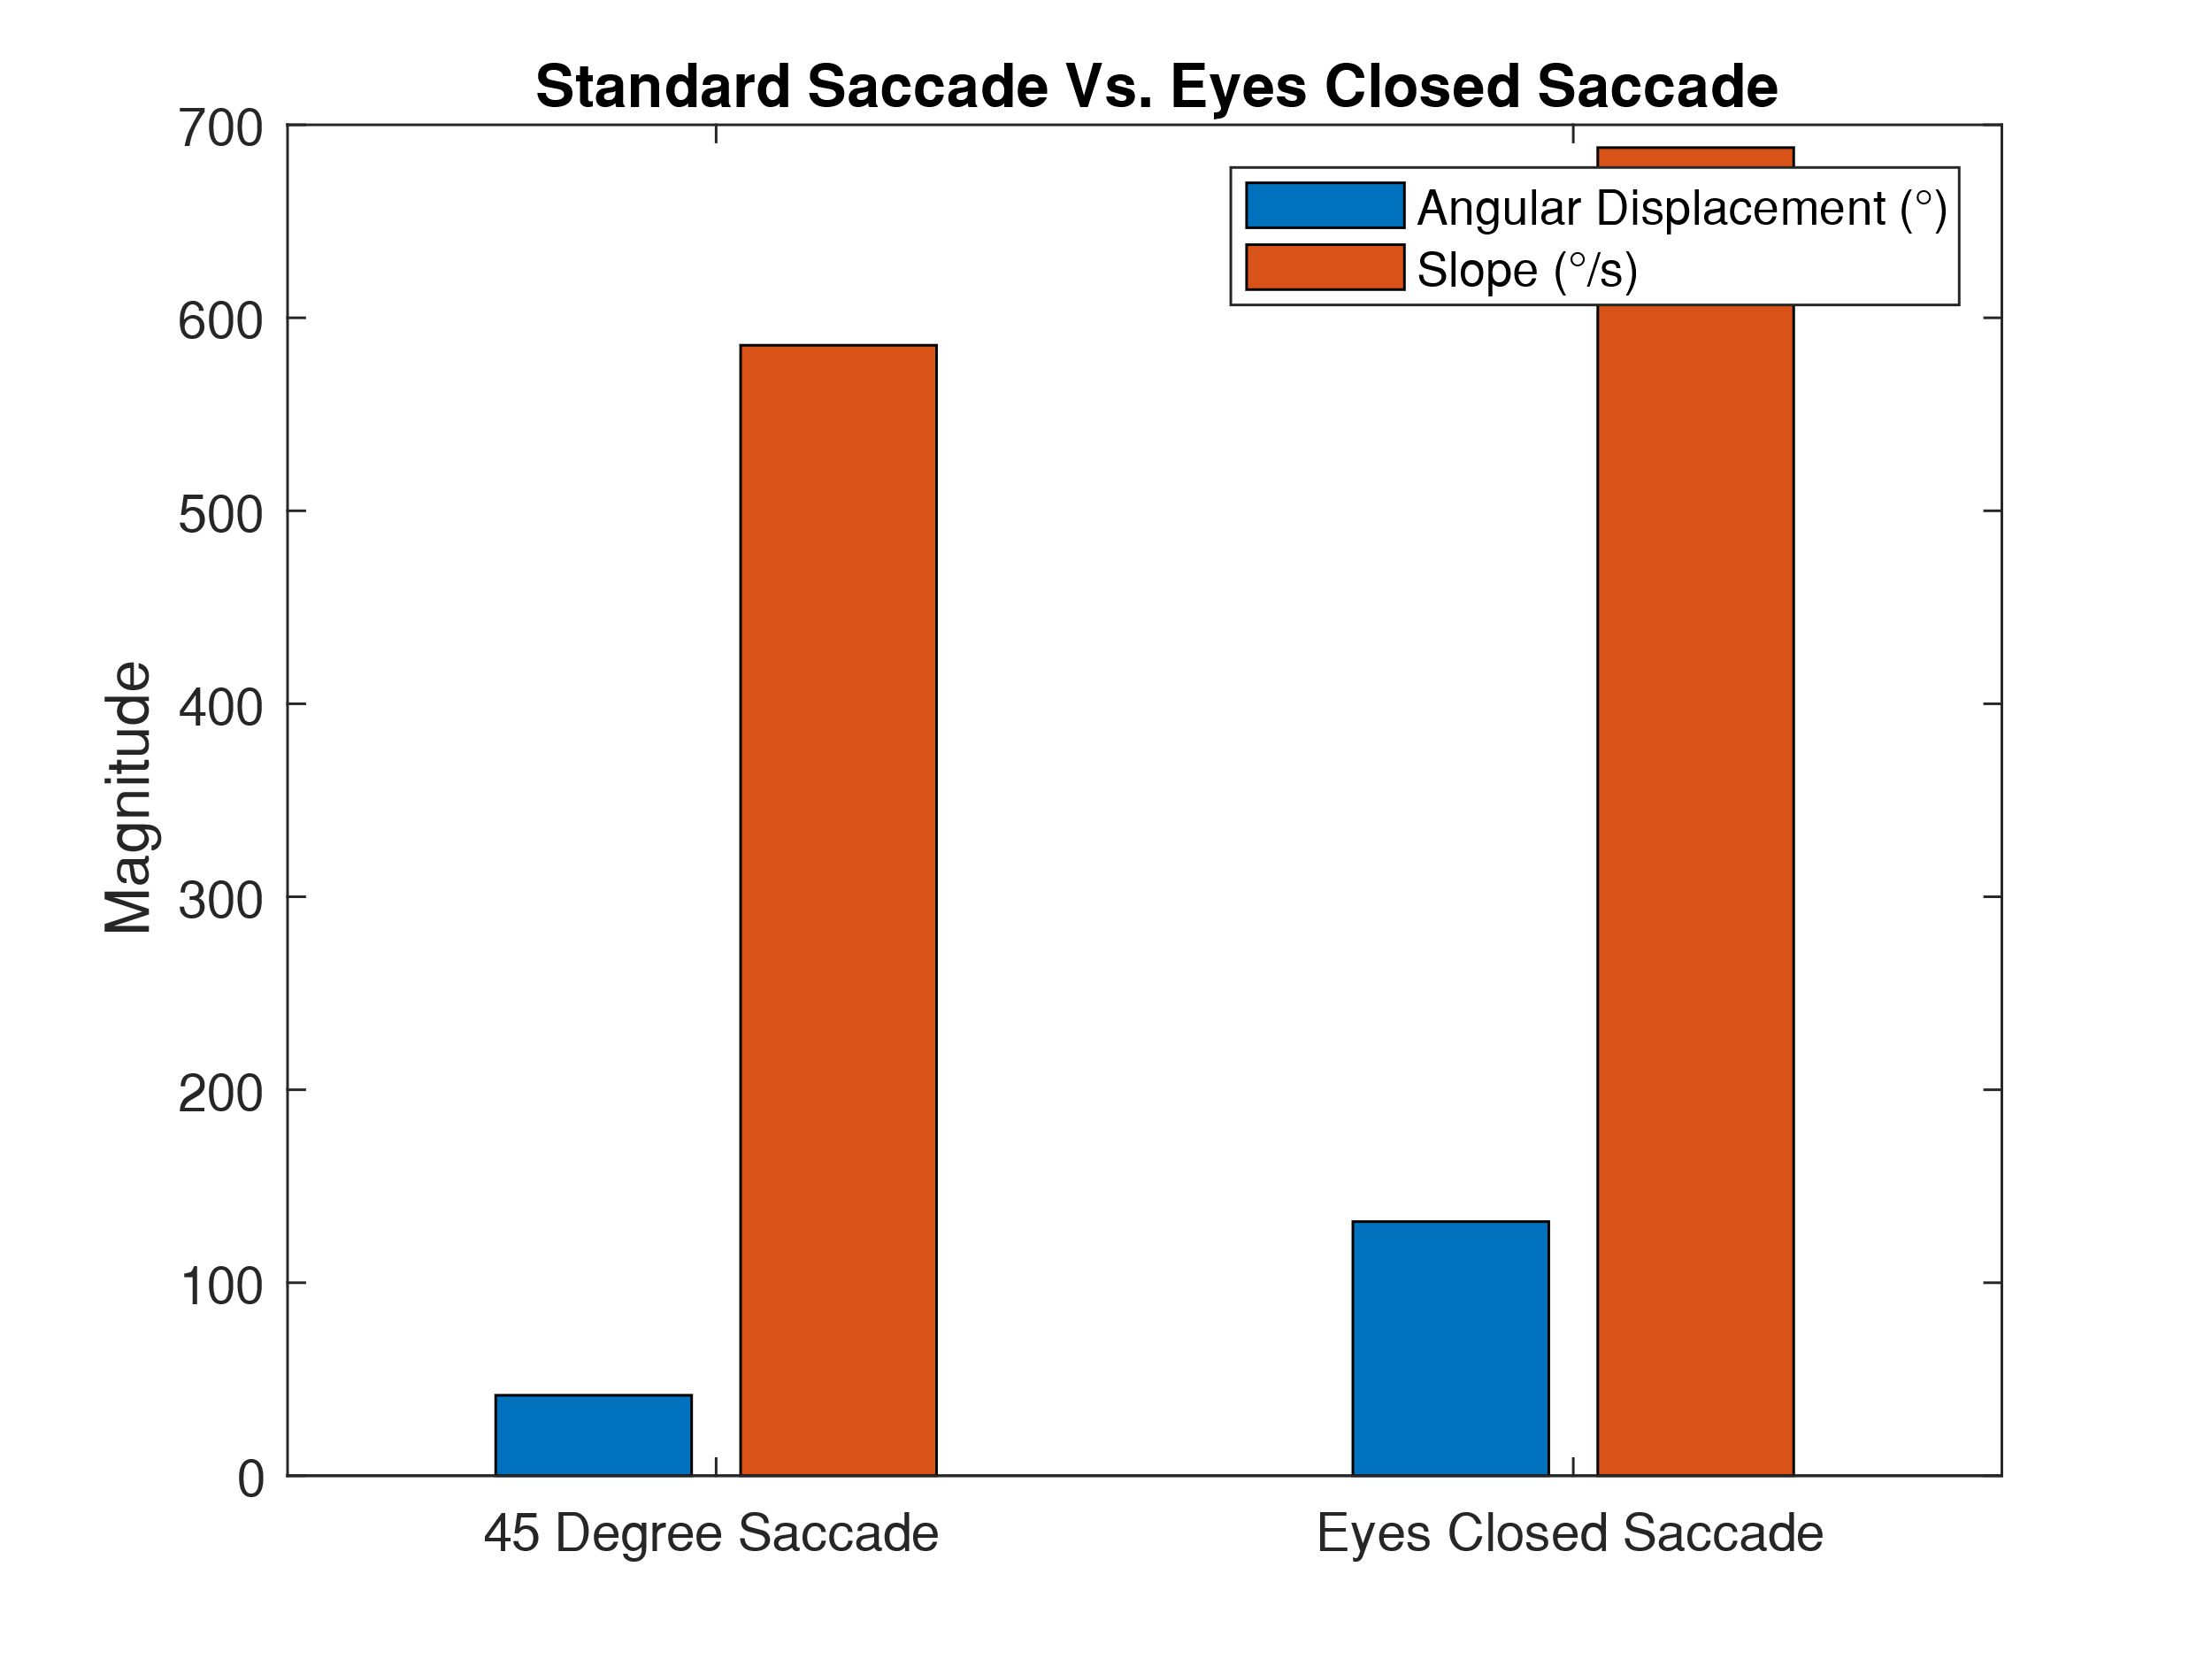 Standard Saccade Vs. Eyes Closed Saccade
700
600
500
400
300
200
100
0
Magnitude
Angular Displacement (°)
Slope (°/s)
45 Degree Saccade
Eyes Closed Saccade